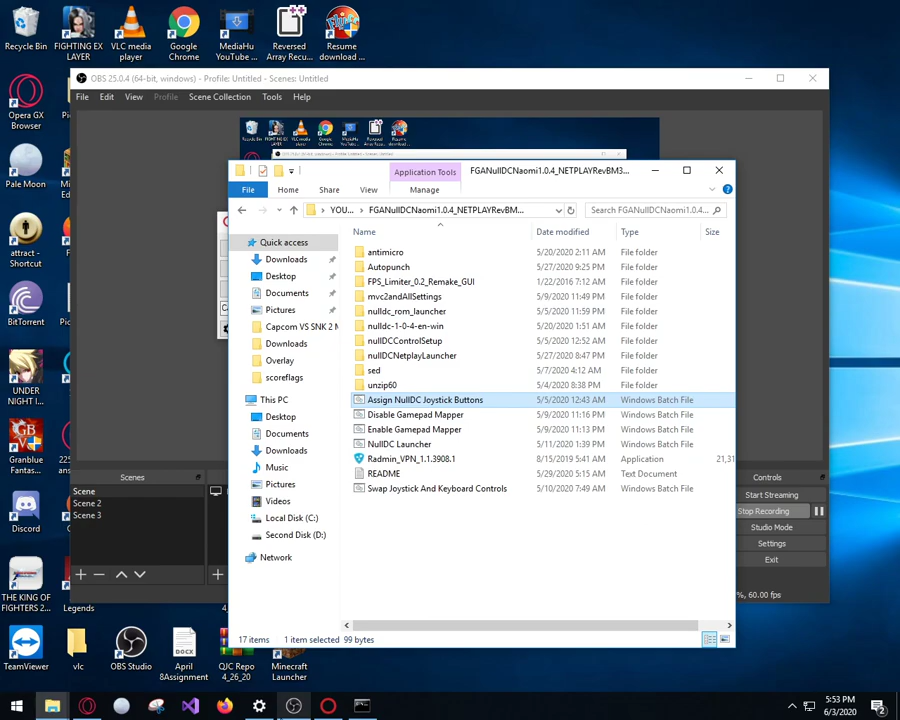 Recycle Bin
FIGHTING EX
LAYER
VLC media
player
Google
Chrome
MediaHu
YouTube ...
Reversed
Array Recu...
Resume
download ...
Opera GX
Browser
Pale Moon
attract -
Shortcut
BitTorrent
UNDER
NIGHT I...
Granblue
Fantas...
Discord
THE KING OF
FIGHTERS 2...
Legends
TeamViewer
vlc
OBS Studio
April
8Assignment
QJC Repo
4_26_20
Minecraft
Launcher
OBS 25.0.4 (64-bit, windows) - Profile: Untitled - Scenes: Untitled
File Edit View Profile Scene Collection Tools Help
Scenes
Scene
Scene 2
Scene 3
Controls
Start Streaming
Stop Recording
Studio Mode
Settings
Exit
%, 60.00 fps
Application Tools
FGANullDCNaomi1.0.4_NETPLAYRevBM3...
File Home Share View Manage
YOU... FGANullDCNaomi1.0.4_NETPLAYRevBM...
Search FGANullDCNaomi1.0.4_...
Quick access
Downloads
Desktop
Documents
Pictures
Capcom VS SNK 2 M
Downloads
Overlay
scoreflags
This PC
Desktop
Documents
Downloads
Music
Pictures
Videos
Local Disk (C:)
Second Disk (D:)
Network
Name Date modified Type Size
antimicro 5/20/2020 2:11 AM File folder
Autopunch 5/27/2020 9:25 PM File folder
FPS_Limiter_0.2_Remake_GUI 1/22/2016 7:12 AM File folder
mvc2andAllSettings 5/9/2020 11:49 PM File folder
nulldc_rom_launcher 5/5/2020 11:59 PM File folder
nulldc-1-0-4-en-win 5/20/2020 1:51 AM File folder
nullDCControlSetup 5/5/2020 12:52 AM File folder
nullDCNetplayLauncher 5/27/2020 8:47 PM File folder
sed 5/7/2020 4:12 AM File folder
unzip60 5/4/2020 8:38 PM File folder
Assign NullDC Joystick Buttons 5/5/2020 12:43 AM Windows Batch File
Disable Gamepad Mapper 5/9/2020 11:16 PM Windows Batch File
Enable Gamepad Mapper 5/9/2020 11:13 PM Windows Batch File
NullDC Launcher 5/11/2020 1:39 PM Windows Batch File
Radmin_VPN_1.1.3908.1 8/15/2019 5:41 AM Application 21,31
README 5/29/2020 5:15 AM Text Document
Swap Joystick And Keyboard Controls 5/10/2020 7:49 AM Windows Batch File
17 items 1 item selected 99 bytes
5:53 PM
6/3/2020
2